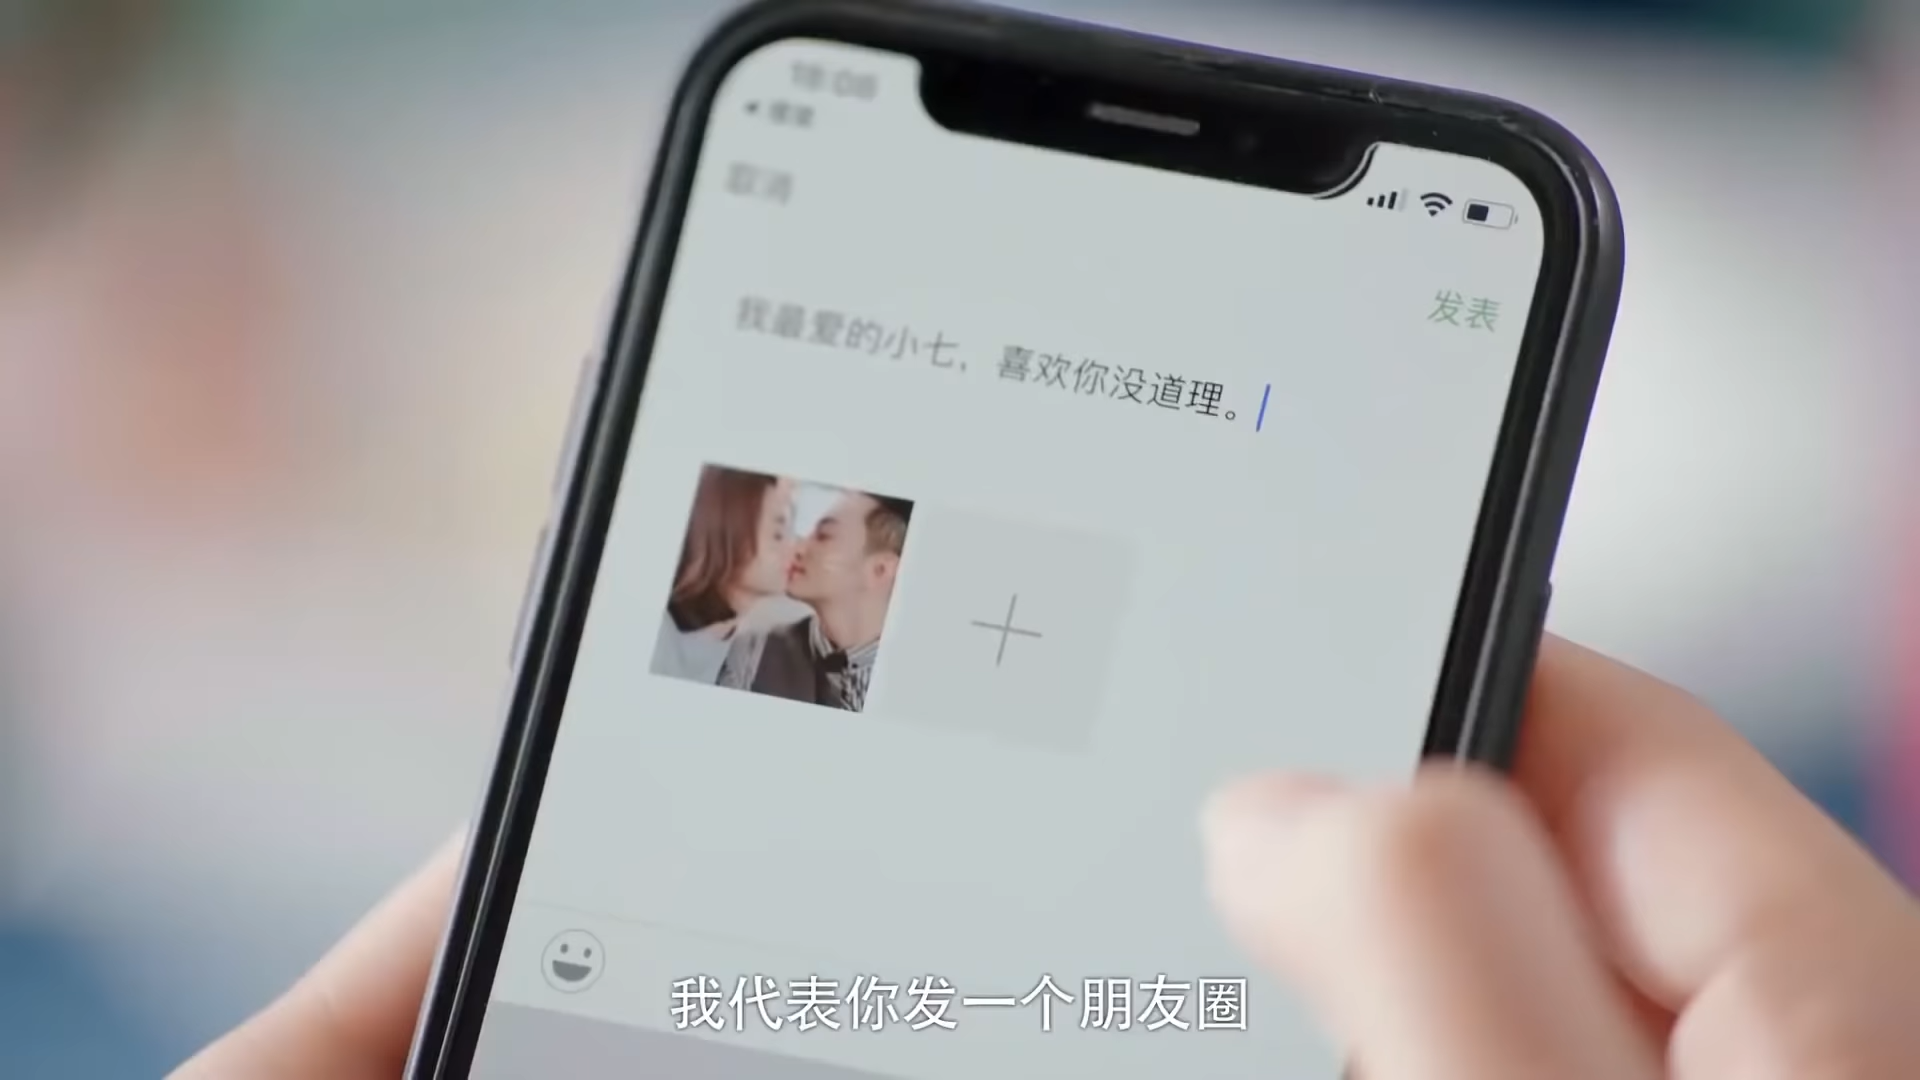 取消
发表
我最爱的小七，喜欢你没道理。
我代表你发一个朋友圈